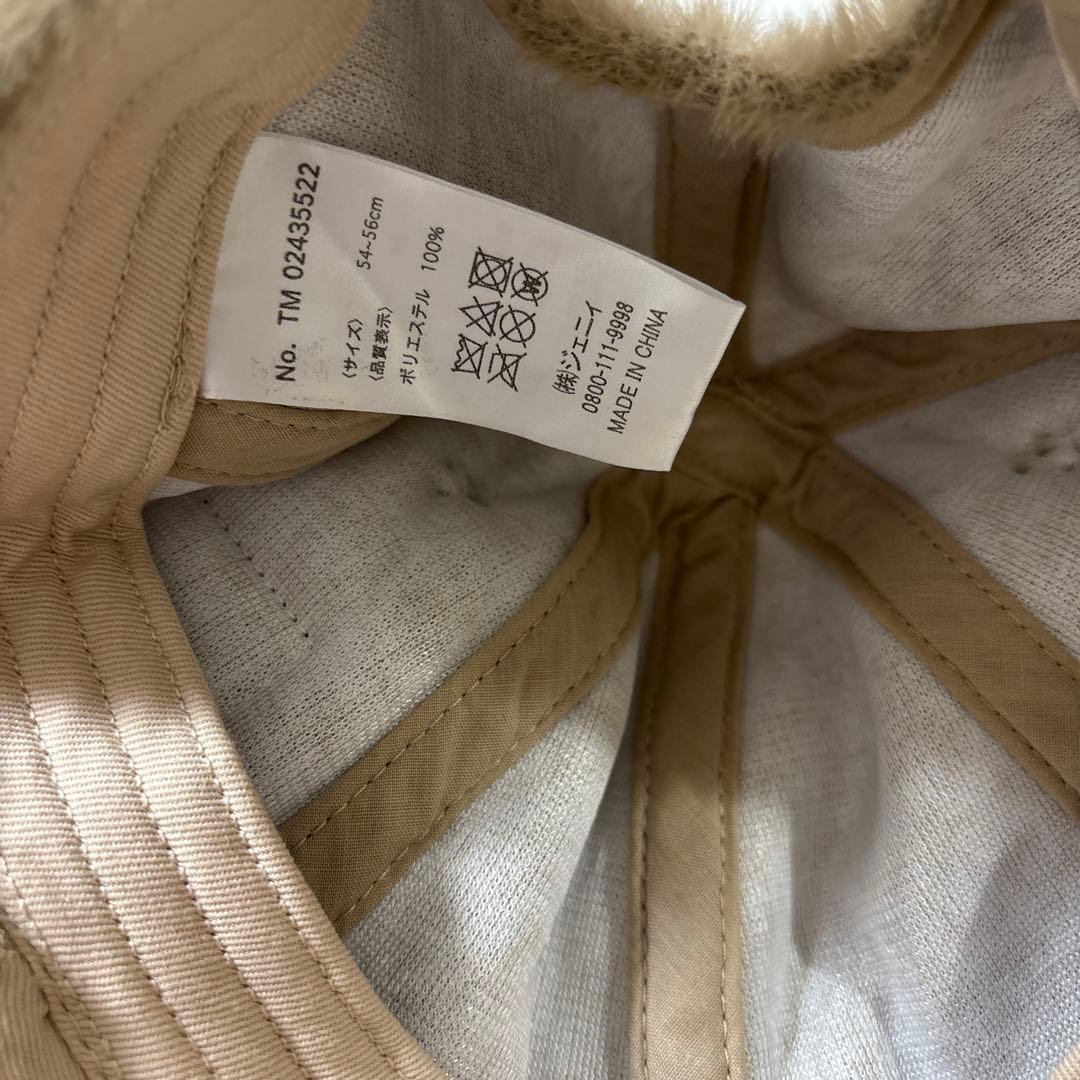 No. TM 02435522
〈サイズ〉
54~56cm
〈品質表示〉
ポリエステル 100%
㈱ジェニイ
0800-111-9998
MADE IN CHINA